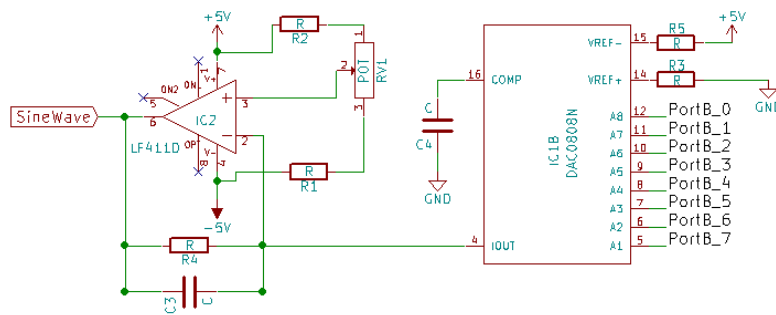 +5V
R
R2
1
POT
RV1
2
3
1
7
ON
V+
ON2
5
+
3
SineWave
6
IC2
-
2
LF411D
OP
V-
8
4
R
R1
-5V
R
R4
C3
C
16
COMP
C
C4
GND
IC1B
DAC0808N
4
IOUT
VREF-
15
R5
R
+5V
VREF+
14
R3
R
GND
A8
12
PortB_0
A7
11
PortB_1
A6
10
PortB_2
A5
9
PortB_3
A4
8
PortB_4
A3
7
PortB_5
A2
6
PortB_6
A1
5
PortB_7